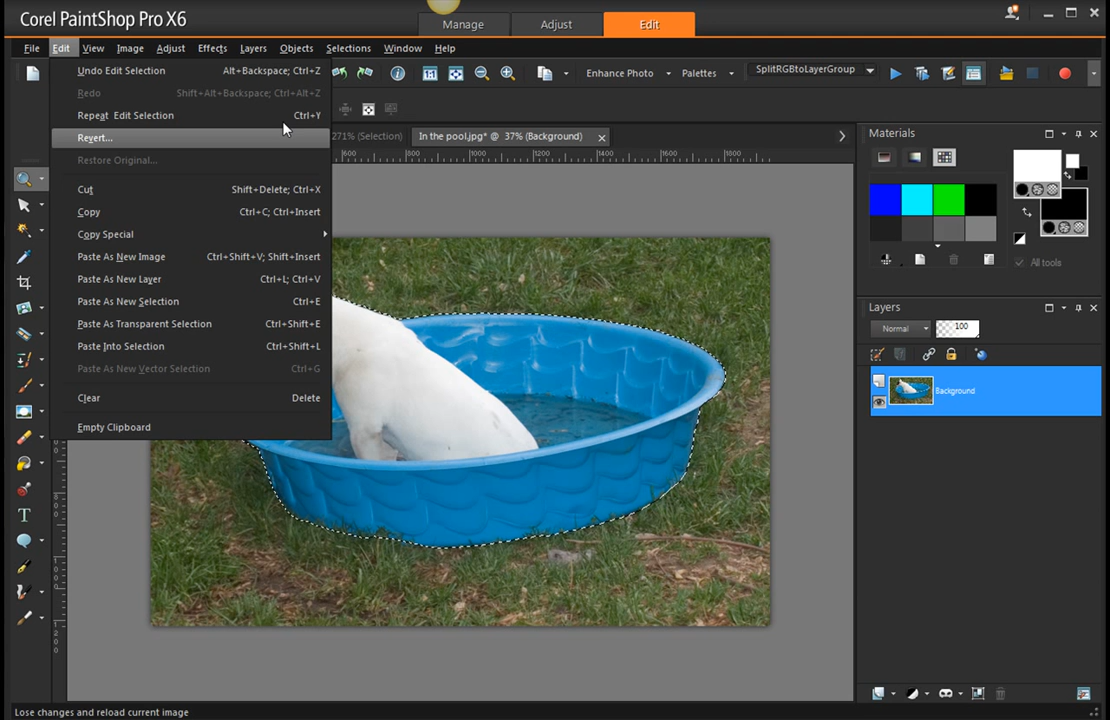 Corel PaintShop Pro X6
Manage
Adjust
Edit
File Edit View Image Adjust Effects Layers Objects Selections Window Help
Undo Edit Selection Alt+Backspace; Ctrl+Z
Redo Shift+Alt+Backspace; Ctrl+Alt+Z
Repeat Edit Selection Ctrl+Y
Revert...
Restore Original...
Cut Shift+Delete; Ctrl+X
Copy Ctrl+C; Ctrl+Insert
Copy Special
Paste As New Image Ctrl+Shift+V; Shift+Insert
Paste As New Layer Ctrl+L; Ctrl+V
Paste As New Selection Ctrl+E
Paste As Transparent Selection Ctrl+Shift+E
Paste Into Selection Ctrl+Shift+L
Paste As New Vector Selection Ctrl+G
Clear Delete
Empty Clipboard
1:1
Enhance Photo
Palettes
SplitRGBtoLayerGroup
271% (Selection)
In the pool.jpg* @ 37% (Background)
Materials
All tools
Layers
Normal
100
Background
Lose changes and reload current image